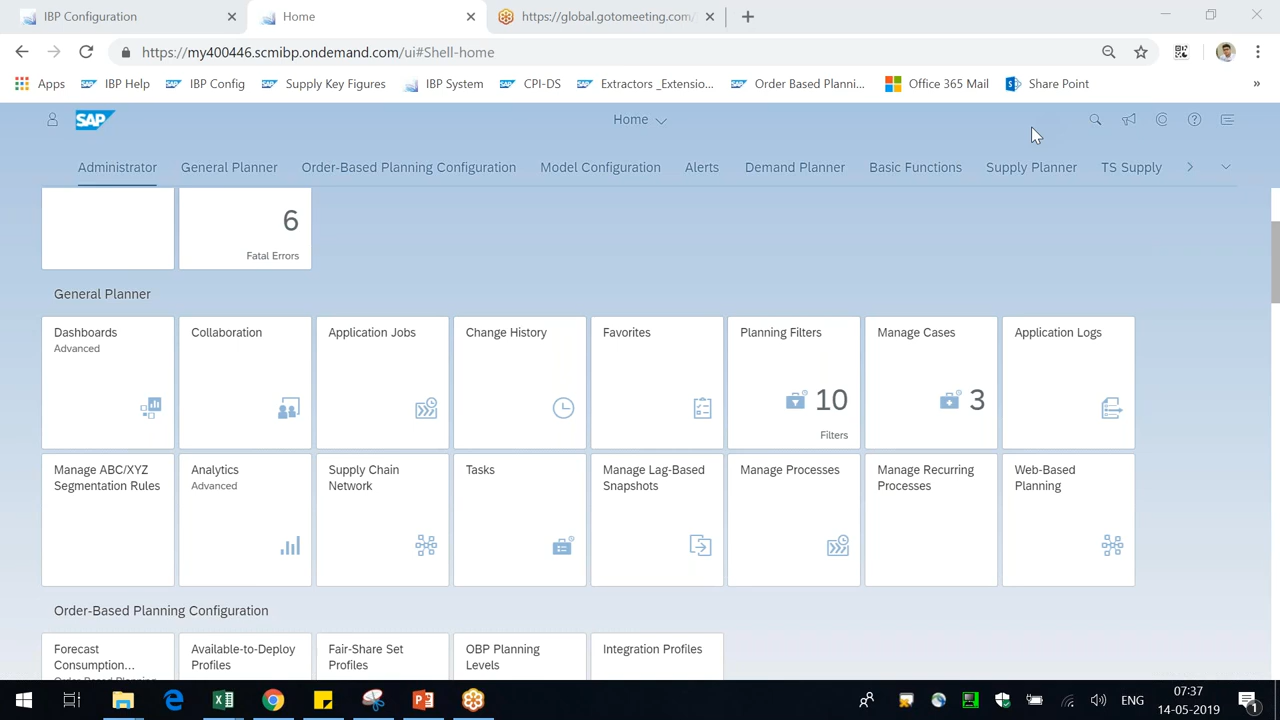 IBP Configuration
Home
https://global.gotomeeting.com/
https://my400446.scmibp.ondemand.com/ui#Shell-home
Apps
IBP Help
IBP Config
Supply Key Figures
IBP System
CPI-DS
Extractors _Extensio...
Order Based Planni...
Office 365 Mail
Share Point
»
SAP
Home
Administrator
General Planner
Order-Based Planning Configuration
Model Configuration
Alerts
Demand Planner
Basic Functions
Supply Planner
TS Supply
6
Fatal Errors
General Planner
Dashboards
Advanced
Collaboration
Application Jobs
Change History
Favorites
Planning Filters
10
Filters
Manage Cases
3
Application Logs
Manage ABC/XYZ
Segmentation Rules
Analytics
Advanced
Supply Chain
Network
Tasks
Manage Lag-Based
Snapshots
Manage Processes
Manage Recurring
Processes
Web-Based
Planning
Order-Based Planning Configuration
Forecast
Consumption...
Order Based Planning
Available-to-Deploy
Profiles
Fair-Share Set
Profiles
OBP Planning
Levels
Integration Profiles
ENG
07:37
14-05-2019
1